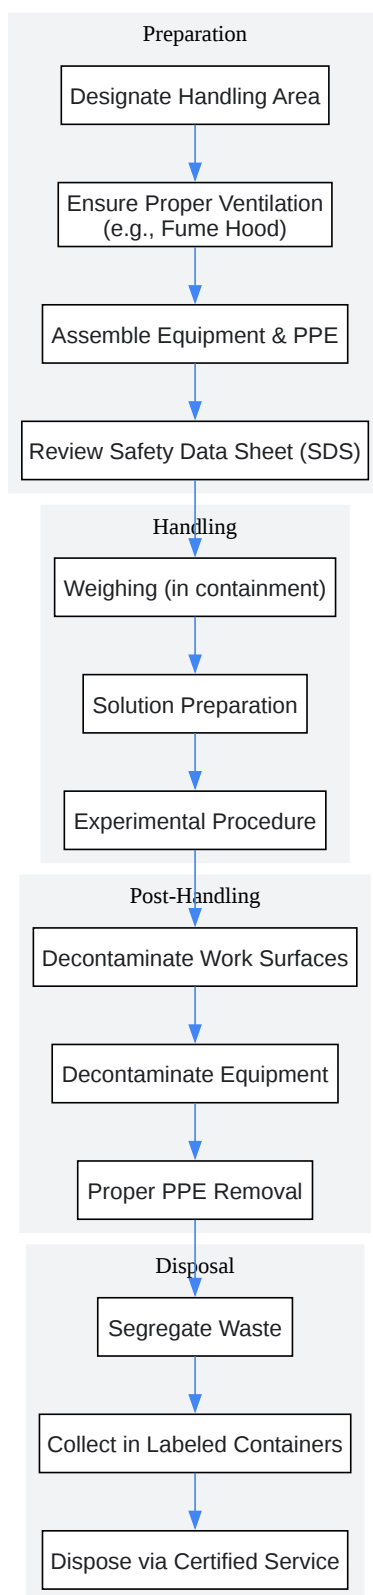 Preparation
Designate Handling Area
Ensure Proper Ventilation
(e.g., Fume Hood)
Assemble Equipment & PPE
Review Safety Data Sheet (SDS)
Handling
Weighing (in containment)
Solution Preparation
Experimental Procedure
Post-Handling
Decontaminate Work Surfaces
Decontaminate Equipment
Proper PPE Removal
Disposal
Segregate Waste
Collect in Labeled Containers
Dispose via Certified Service